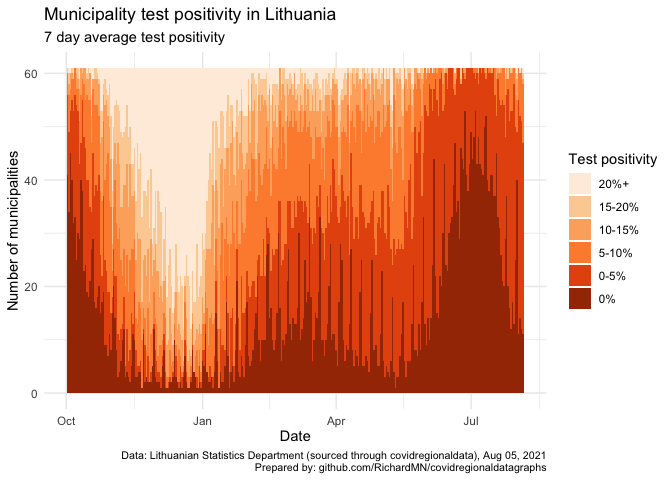 Municipality test positivity in Lithuania
7 day average test positivity
60
40
20
0
Number of municipalities
Oct
Jan
Apr
Jul
Date
Test positivity
20%+
15-20%
10-15%
5-10%
0-5%
0%
Data: Lithuanian Statistics Department (sourced through covidregionaldata), Aug 05, 2021
Prepared by: github.com/RichardMN/covidregionaldatagraphs